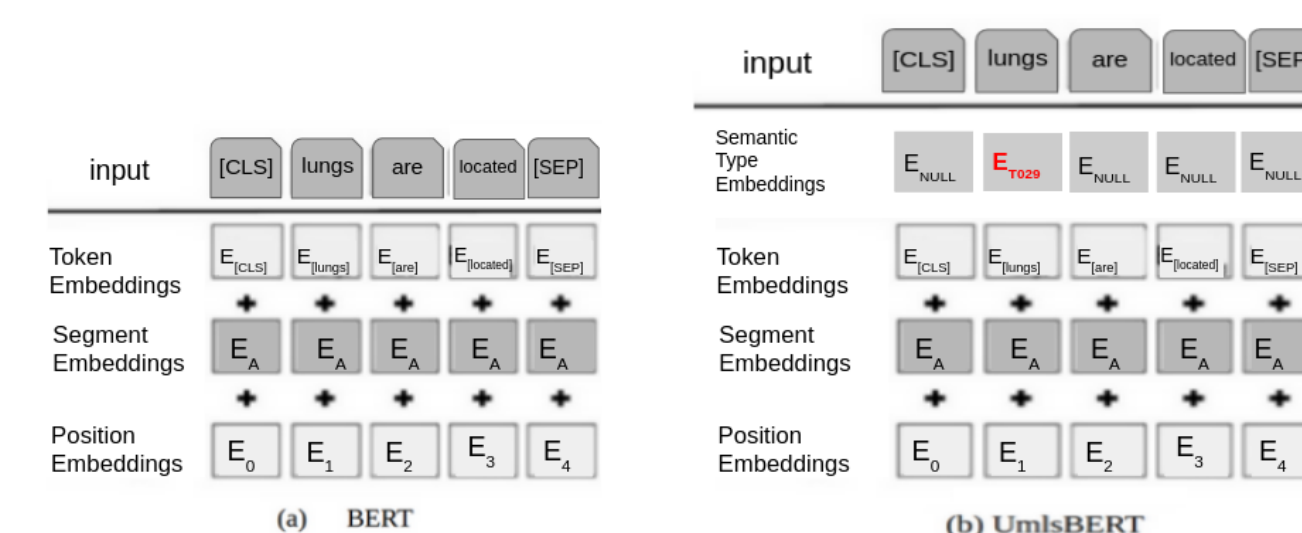 input [CLS] lungs are located [SEP]
Token
Embeddings
E[CLS] E[lungs] E[are] E[located] E[SEP]
+ + + + +
Segment
Embeddings
EA EA EA EA EA
+ + + + +
Position
Embeddings
E0 E1 E2 E3 E4
(a) BERT
input [CLS] lungs are located [SEP
Semantic
Type
Embeddings
ENULL ET029 ENULL ENULL ENULL
Token
Embeddings
E[CLS] E[lungs] E[are] E[located] E[SEP]
+ + + + +
Segment
Embeddings
EA EA EA EA EA
+ + + + +
Position
Embeddings
E0 E1 E2 E3 E4
(b) UmlsBERT